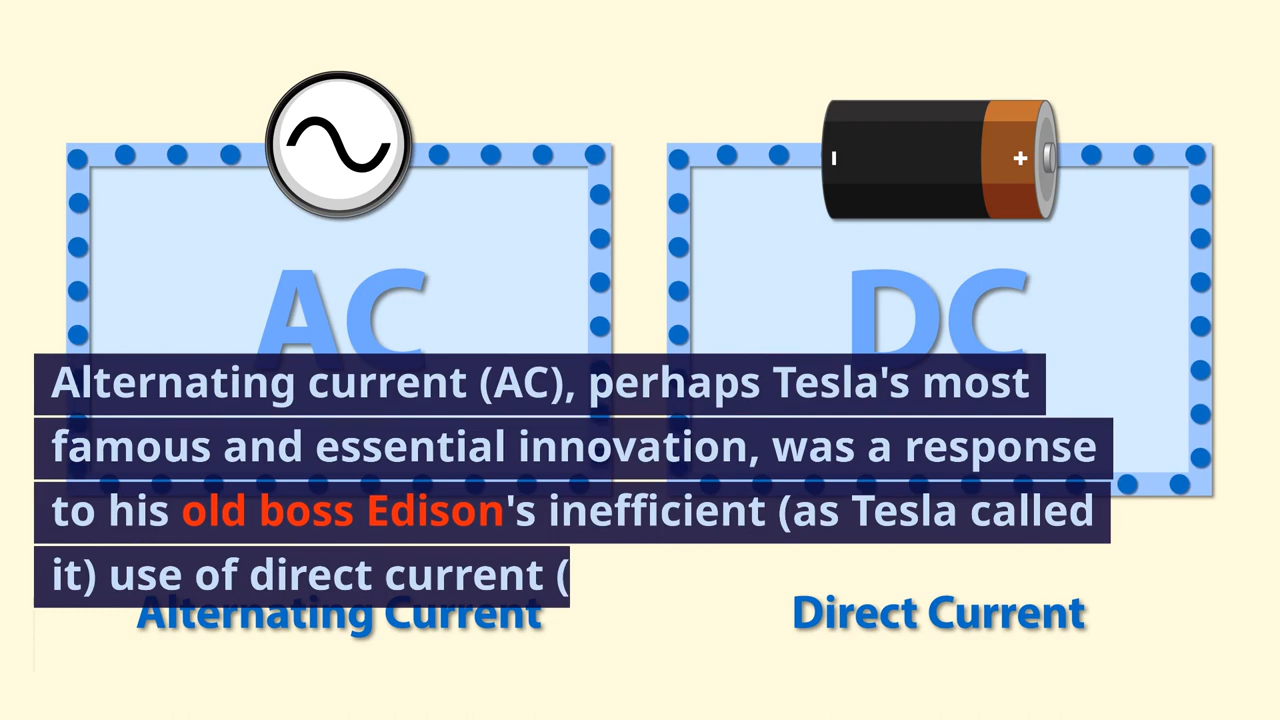 AC
DC
Alternating current (AC), perhaps Tesla's most
famous and essential innovation, was a response
to his old boss Edison's inefficient (as Tesla called
it) use of direct current (
Alternating Current
Direct Current